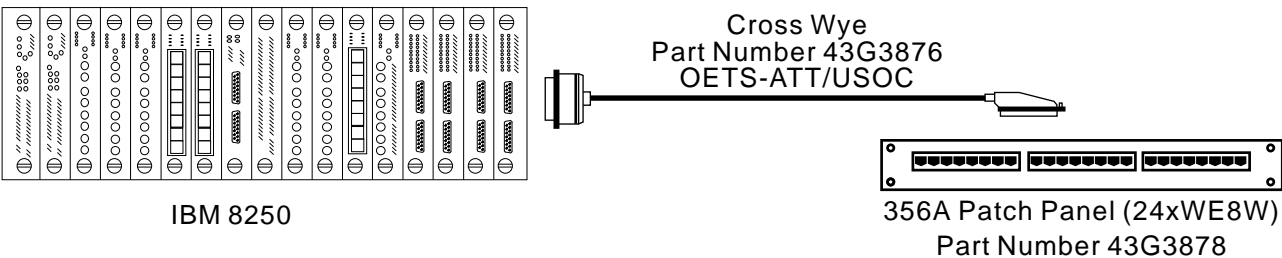 Cross Wye
Part Number 43G3876
OETS-ATT/USOC
IBM 8250
356A Patch Panel (24xWE8W)
Part Number 43G3878